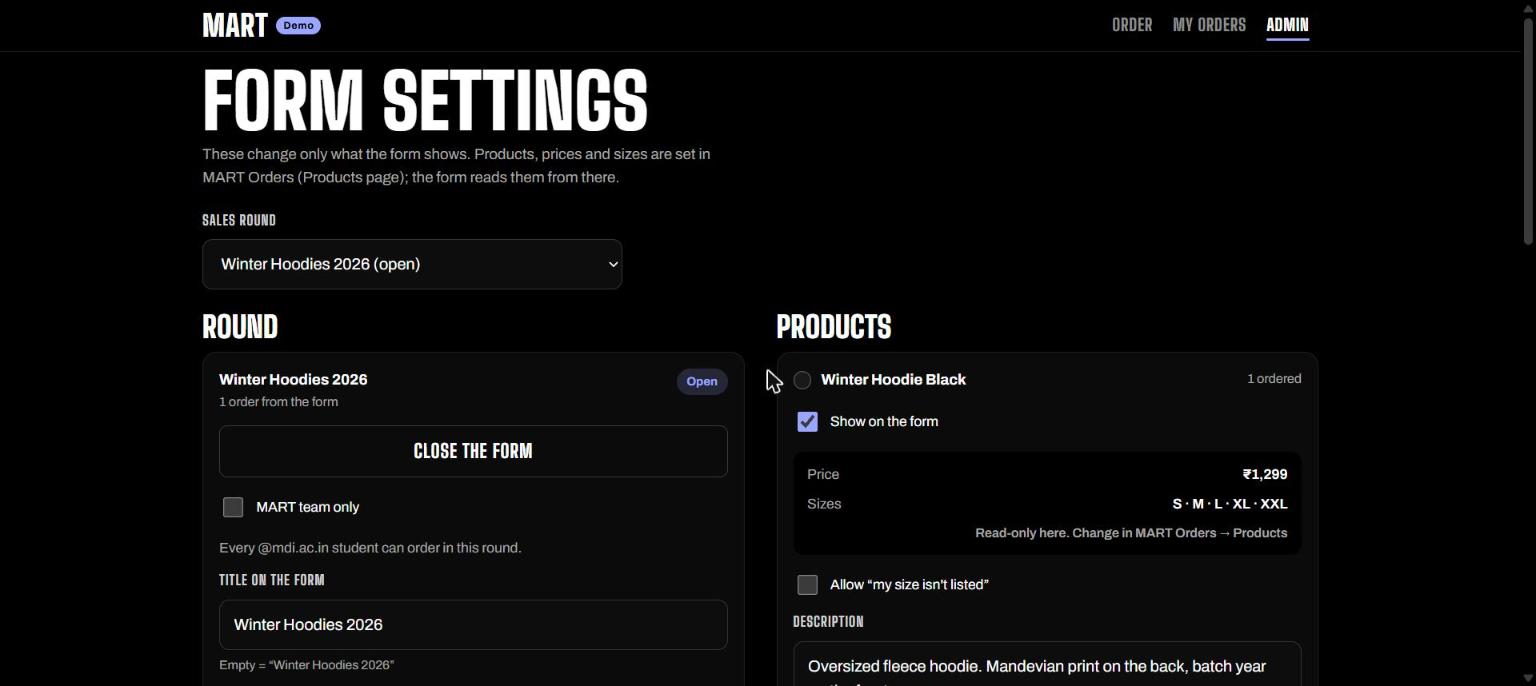 MART Demo
ORDER MY ORDERS ADMIN
FORM SETTINGS
These change only what the form shows. Products, prices and sizes are set in
MART Orders (Products page); the form reads them from there.
SALES ROUND
Winter Hoodies 2026 (open)
ROUND
Winter Hoodies 2026
Open
1 order from the form
CLOSE THE FORM
MART team only
Every @mdi.ac.in student can order in this round.
TITLE ON THE FORM
Winter Hoodies 2026
Empty = “Winter Hoodies 2026”
PRODUCTS
Winter Hoodie Black
1 ordered
Show on the form
Price ₹1,299
Sizes S · M · L · XL · XXL
Read-only here. Change in MART Orders → Products
Allow “my size isn't listed”
DESCRIPTION
Oversized fleece hoodie. Mandevian print on the back, batch year